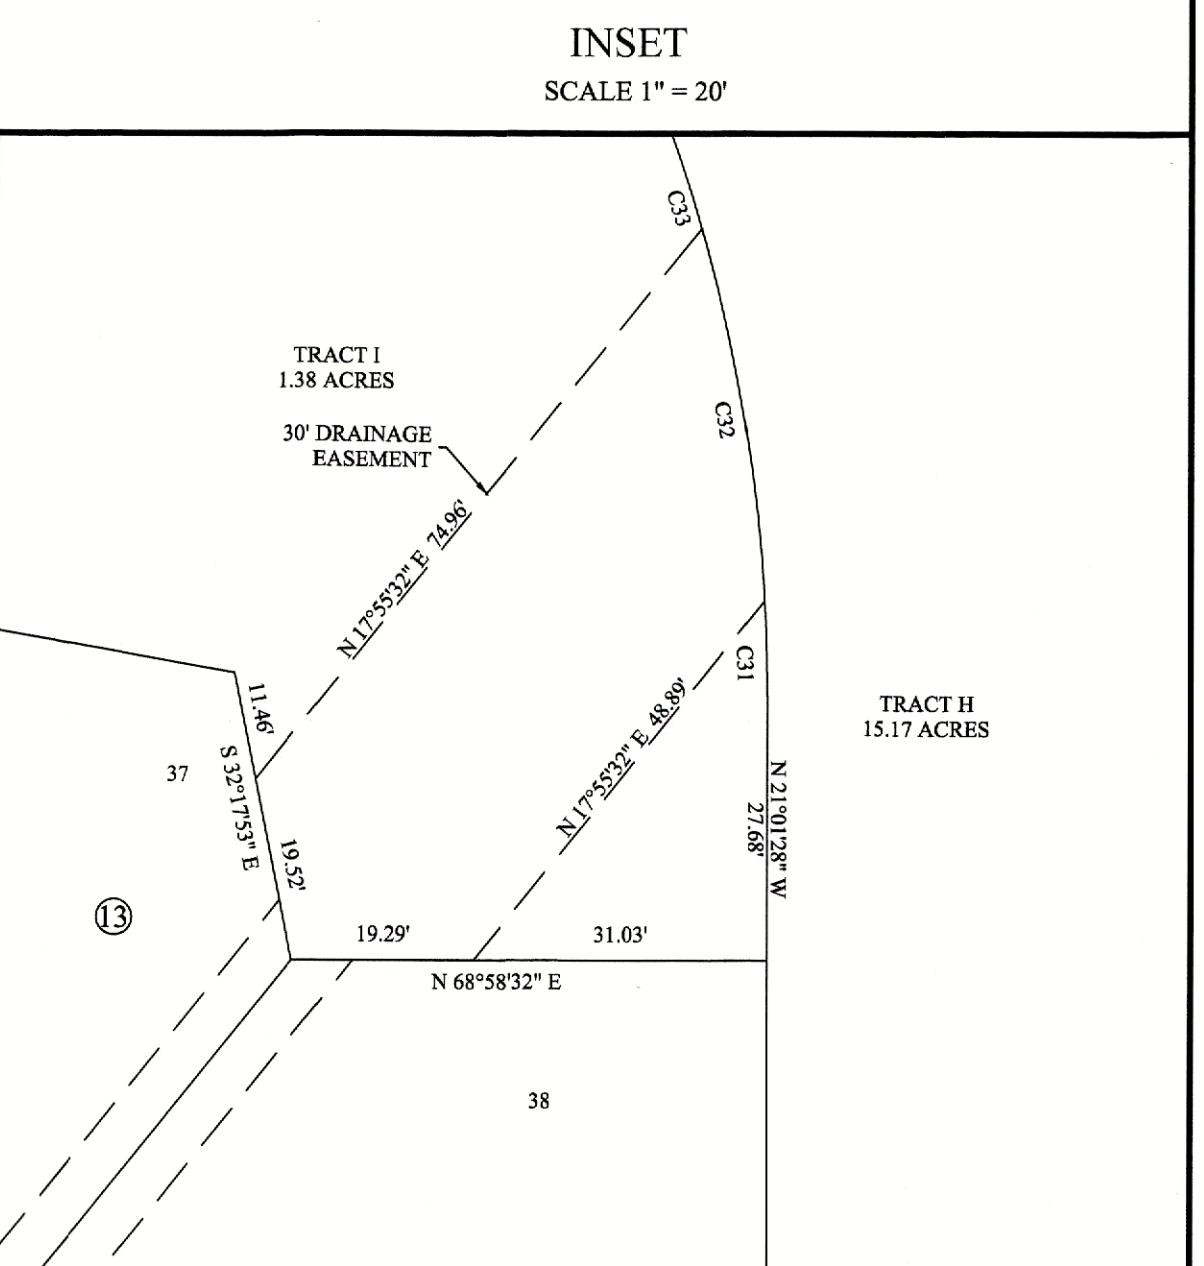 INSET
SCALE 1" = 20'
C33
TRACT I
1.38 ACRES
C32
30' DRAINAGE
EASEMENT
N 17°55'32" E 74.96'
C31
11.46'
N 17°55'32" E 48.89'
TRACT H
15.17 ACRES
37
S 32°17'53" E
N 21°01'28" W
27.68'
19.52'
13
19.29'
31.03'
N 68°58'32" E
38